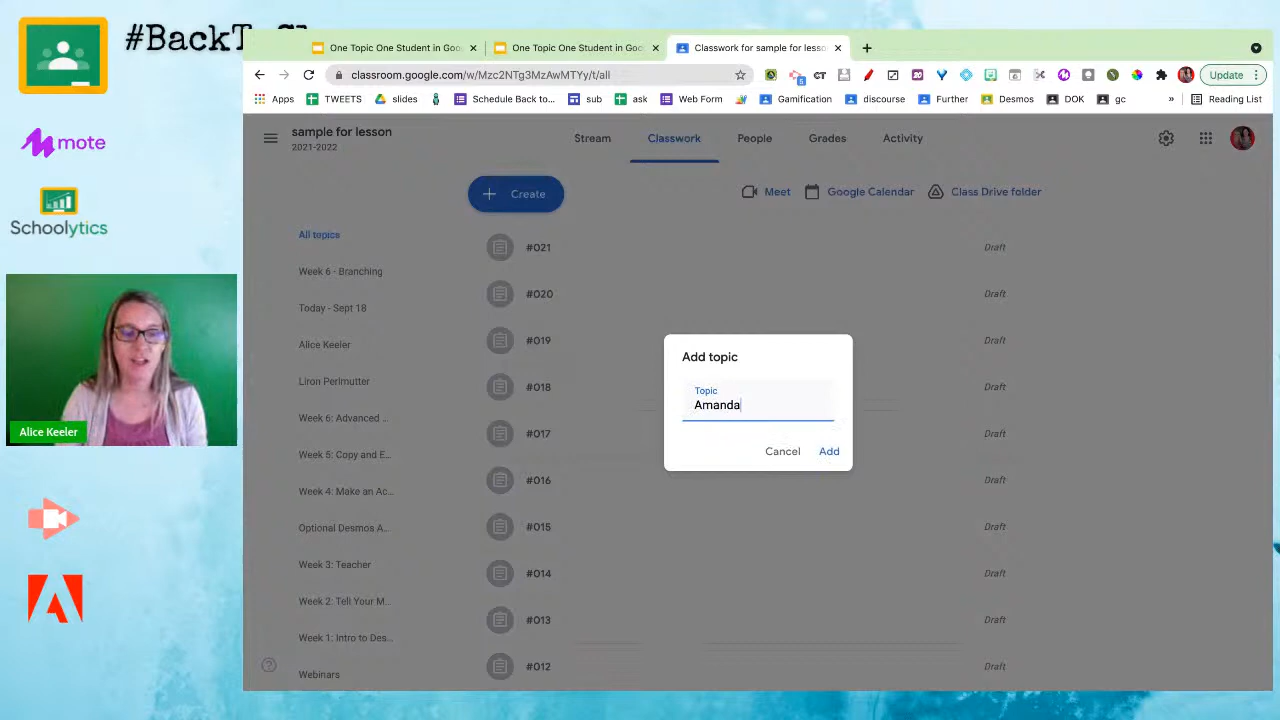 #BackT
mote
Schoolytics
Alice Keeler
One Topic One Student in Goo
One Topic One Student in Goo
Classwork for sample for lesson
classroom.google.com/w/Mzc2NTg3MzAwMTYy/t/all
Update
Apps
TWEETS
slides
Schedule Back to...
sub
ask
Web Form
Gamification
discourse
Further
Desmos
DOK
gc
»
Reading List
sample for lesson
2021-2022
Stream
Classwork
People
Grades
Activity
Create
Meet
Google Calendar
Class Drive folder
All topics
Week 6 - Branching
Today - Sept 18
Alice Keeler
Liron Perlmutter
Week 6: Advanced ...
Week 5: Copy and E...
Week 4: Make an Ac...
Optional Desmos A...
Week 3: Teacher
Week 2: Tell Your M...
Week 1: Intro to Des...
Webinars
#021 Draft
#020 Draft
#019
#018
#017
#016 Draft
#015 Draft
#014 Draft
#013 Draft
#012 Draft
Draft
Draft
Draft
Add topic
Topic
Amanda
Cancel
Add